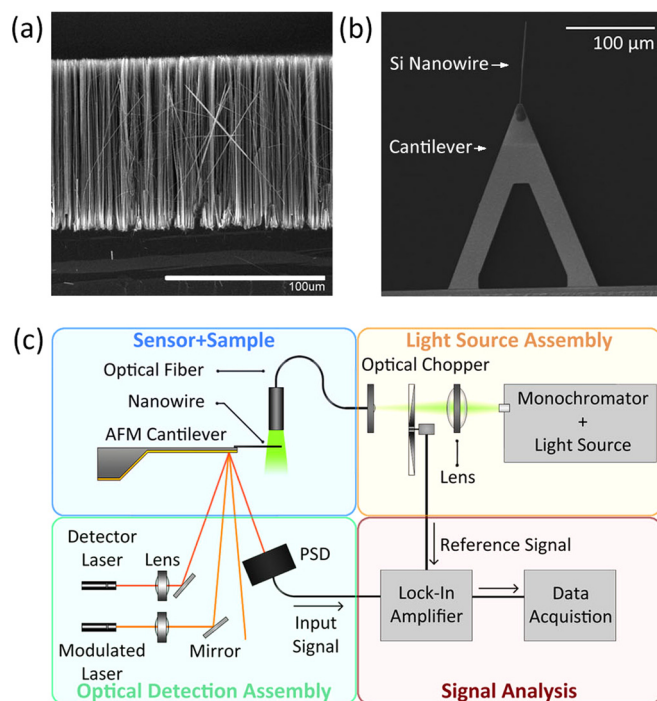 (a)
100um
(b)
100 µm
Si Nanowire
Cantilever
(c)
Sensor+Sample
Optical Fiber
Nanowire
AFM Cantilever
Light Source Assembly
Optical Chopper
Monochromator
+
Light Source
Lens
Detector
Laser
Lens
PSD
Modulated
Laser
Mirror
Input
Signal
Optical Detection Assembly
Reference Signal
Lock-In
Amplifier
Data
Acquistion
Signal Analysis